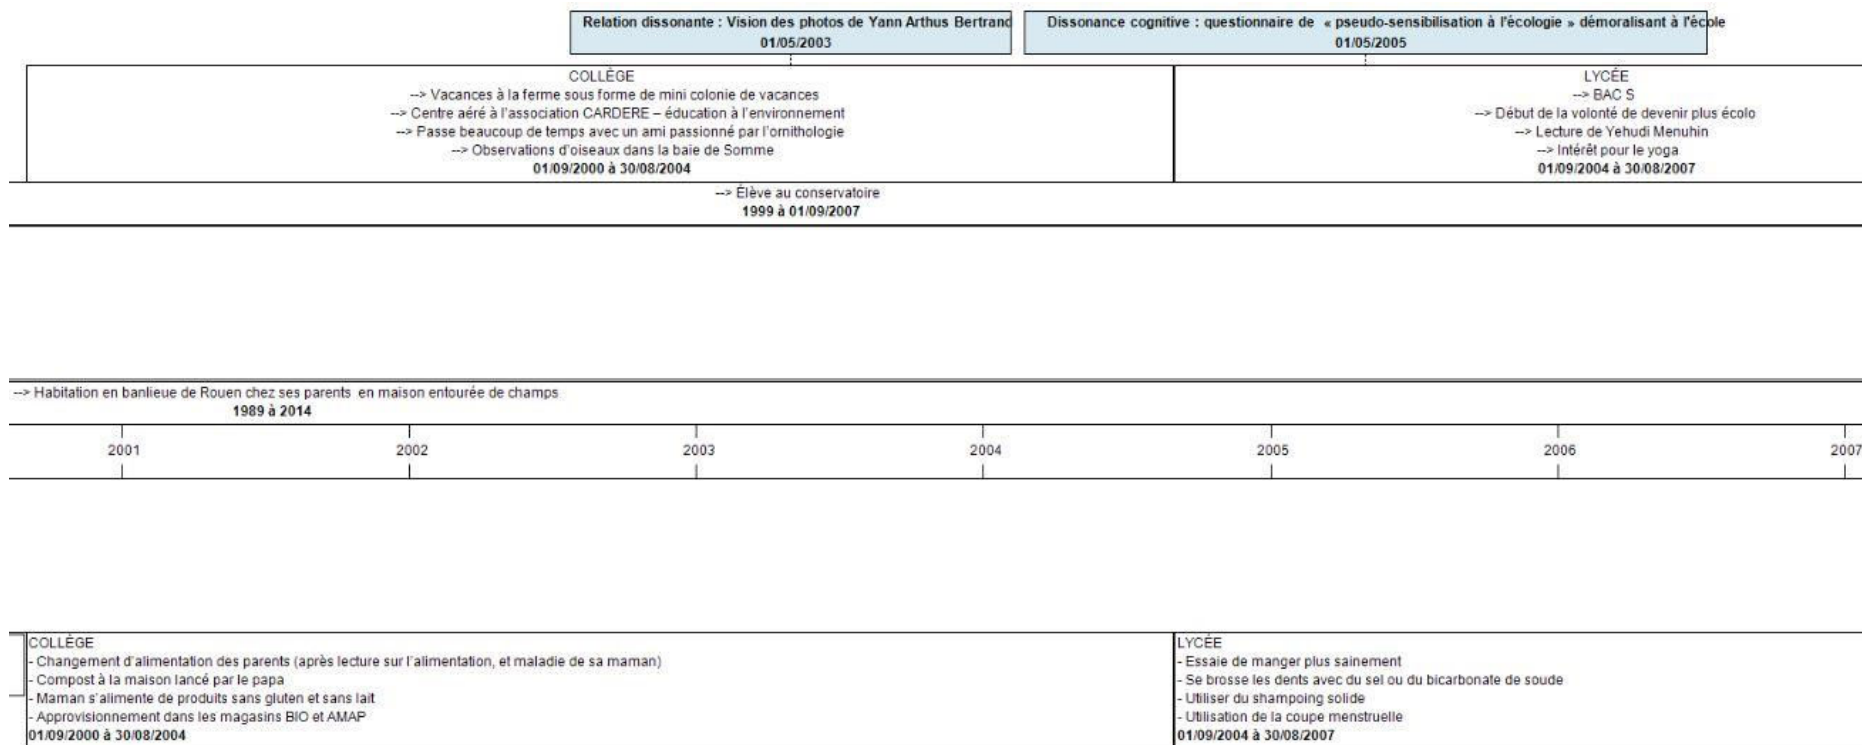 Relation dissonante : Vision des photos de Yann Arthus Bertrand
01/05/2003
Dissonance cognitive : questionnaire de « pseudo-sensibilisation à l'écologie » démoralisant à l'école
01/05/2005
COLLÈGE
--> Vacances à la ferme sous forme de mini colonie de vacances
--> Centre aéré à l'association CARDERE – éducation à l'environnement
--> Passe beaucoup de temps avec un ami passionné par l'ornithologie
--> Observations d'oiseaux dans la baie de Somme
01/09/2000 à 30/08/2004
LYCÉE
--> BAC S
--> Début de la volonté de devenir plus écolo
--> Lecture de Yehudi Menuhin
--> Intérêt pour le yoga
01/09/2004 à 30/08/2007
--> Élève au conservatoire
1999 à 01/09/2007
--> Habitation en banlieue de Rouen chez ses parents en maison entourée de champs
1989 à 2014
2001 2002 2003 2004 2005 2006 2007
COLLÈGE
- Changement d'alimentation des parents (après lecture sur l'alimentation, et maladie de sa maman)
- Compost à la maison lancé par le papa
- Maman s'alimente de produits sans gluten et sans lait
- Approvisionnement dans les magasins BIO et AMAP
01/09/2000 à 30/08/2004
LYCÉE
- Essaie de manger plus sainement
- Se brosse les dents avec du sel ou du bicarbonate de soude
- Utiliser du shampoing solide
- Utilisation de la coupe menstruelle
01/09/2004 à 30/08/2007